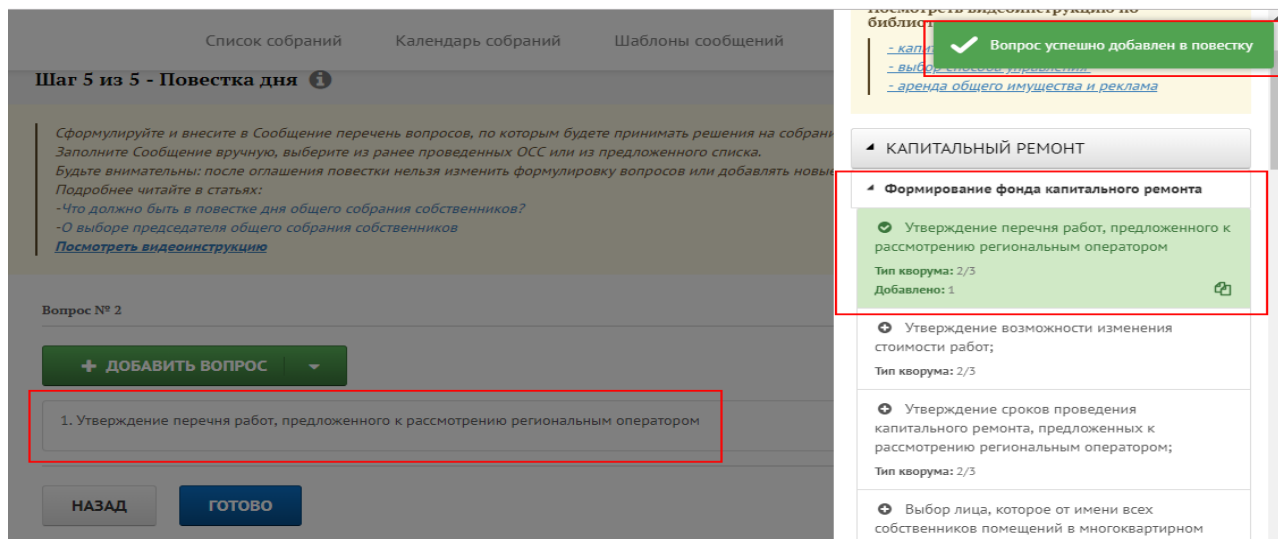 Список собраний
Календарь собраний
Шаблоны сообщений
Шаг 5 из 5 - Повестка дня
Сформулируйте и внесите в Сообщение перечень вопросов, по которым будете принимать решения на собрани
Заполните Сообщение вручную, выберите из ранее проведенных ОСС или из предложенного списка.
Будьте внимательны: после оглашения повестки нельзя изменить формулировку вопросов или добавлять новые
Подробнее читайте в статьях:
-Что должно быть в повестке дня общего собрания собственников?
-О выборе председателя общего собрания собственников
Посмотреть видеоинструкцию
Вопрос № 2
+ ДОБАВИТЬ ВОПРОС
1. Утверждение перечня работ, предложенного к рассмотрению региональным оператором
НАЗАД
ГОТОВО
Посмотреть видеоинструкцию по
библиот
- капит
- выбор способа управления
- аренда общего имущества и реклама
Вопрос успешно добавлен в повестку
КАПИТАЛЬНЫЙ РЕМОНТ
Формирование фонда капитального ремонта
Утверждение перечня работ, предложенного к
рассмотрению региональным оператором
Тип кворума: 2/3
Добавлено: 1
Утверждение возможности изменения
стоимости работ;
Тип кворума: 2/3
Утверждение сроков проведения
капитального ремонта, предложенных к
рассмотрению региональным оператором;
Тип кворума: 2/3
Выбор лица, которое от имени всех
собственников помещений в многоквартирном